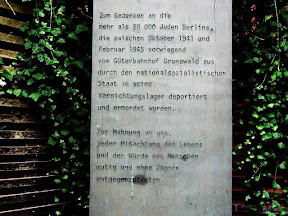 Zum Gedenken an die
mehr als 50 000 Juden Berlins,
die zwischen Oktober 1941 und
Februar 1945 vorwiegend
vom Güterbahnhof Grunewald aus
durch den nationalsozialistischen
Staat in seine
Vernichtungslager deportiert
und ermordet wurden.
Zur Mahnung an uns,
jeder Mißachtung des Lebens
und der Würde des Menschen
mutig und ohne Zögern
entgegenzutreten.